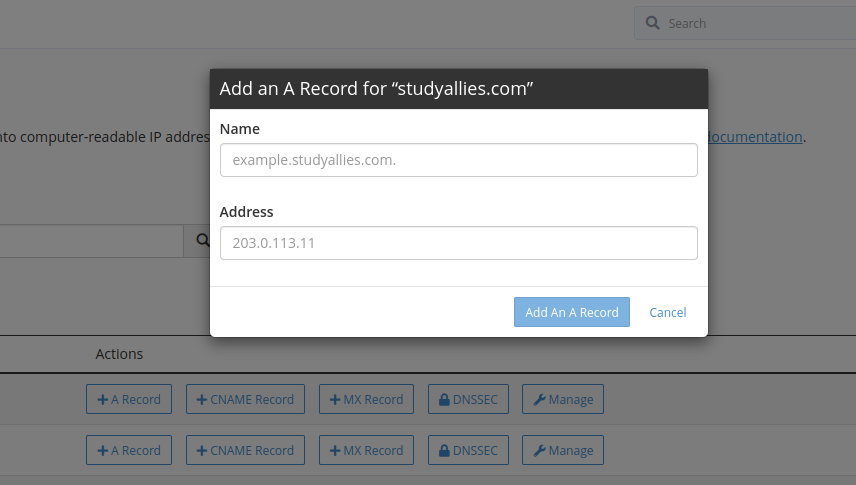 Search
Add an A Record for “studyallies.com”
Name
nto computer-readable IP addres
documentation.
example.studyallies.com.
Address
203.0.113.11
Add An A Record Cancel
Actions
A Record CNAME Record MX Record DNSSEC Manage
A Record CNAME Record MX Record DNSSEC Manage